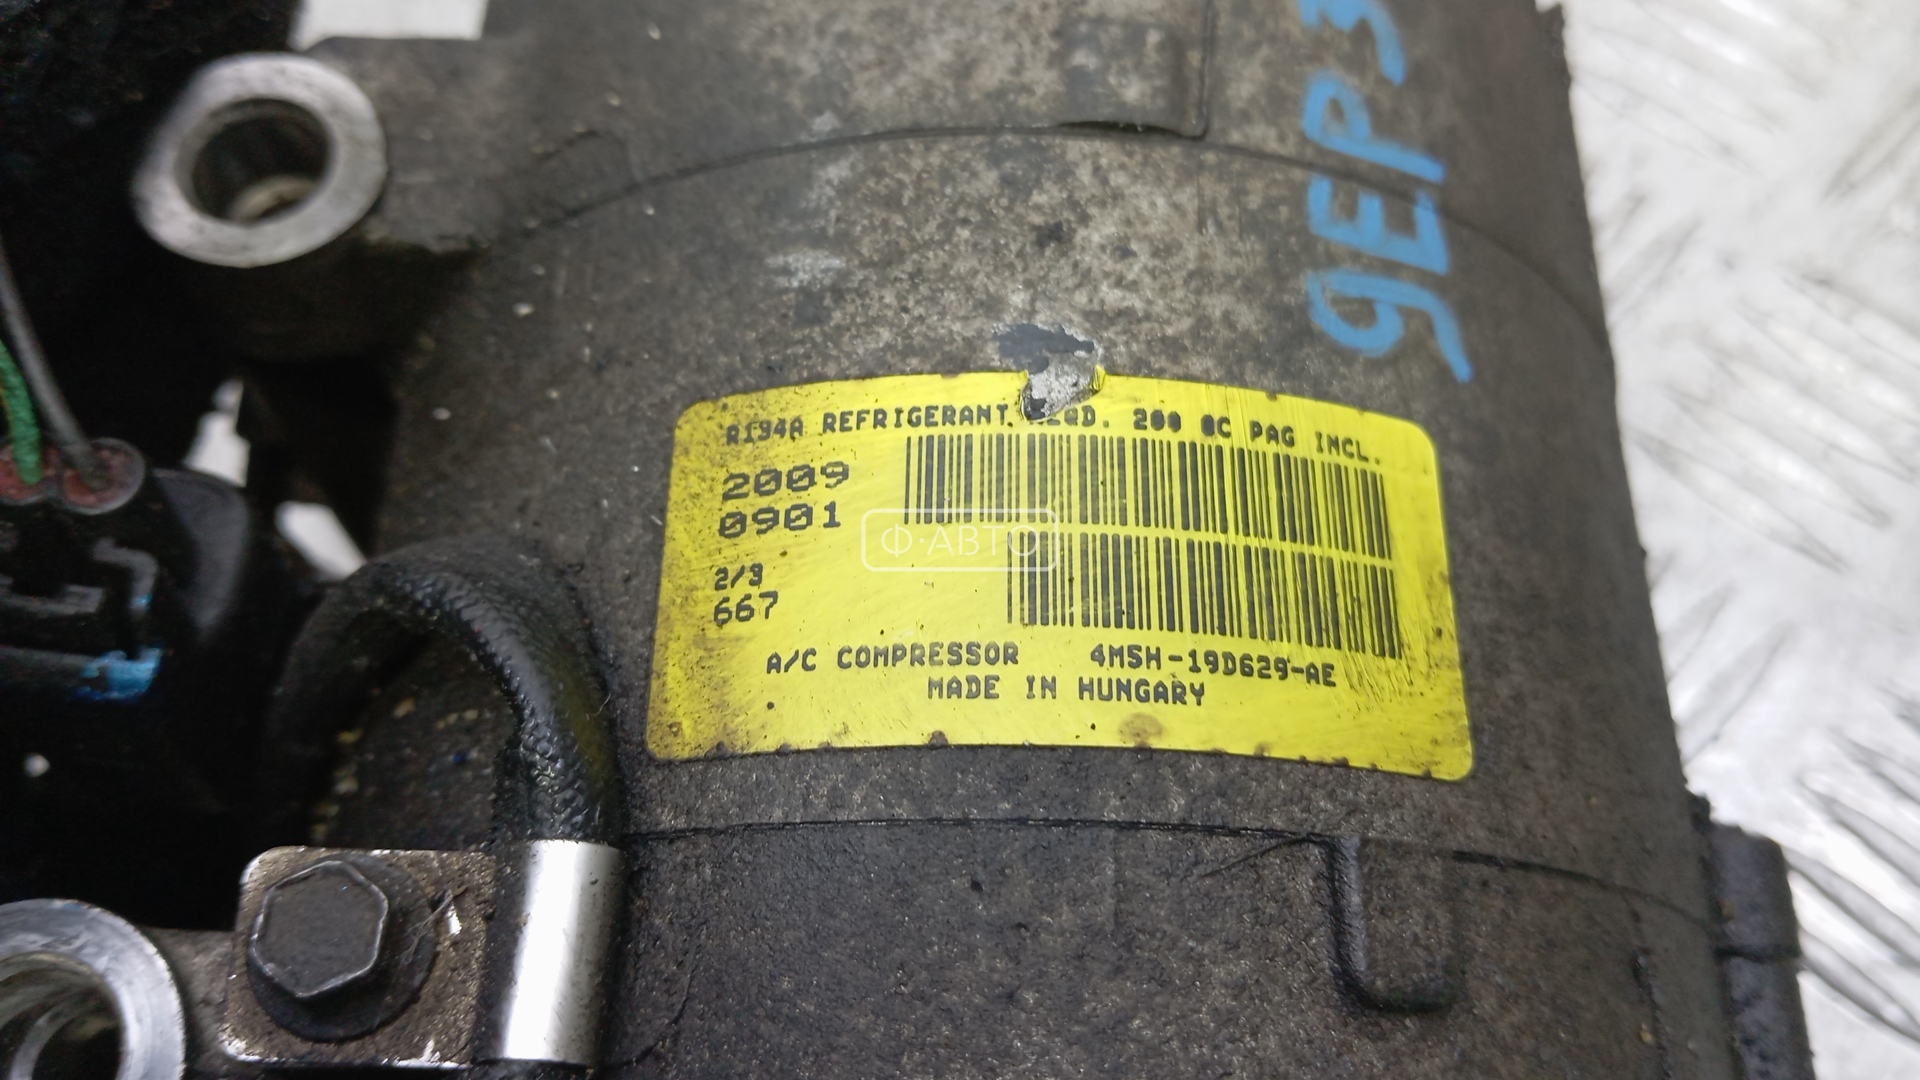 R134A REFRIGERANT REQD. 200 CC PAG INCL.
2009
0901
2/3
667
A/C COMPRESSOR 4M5H-19D629-AE
MADE IN HUNGARY
Ф·АВТО
9EP3